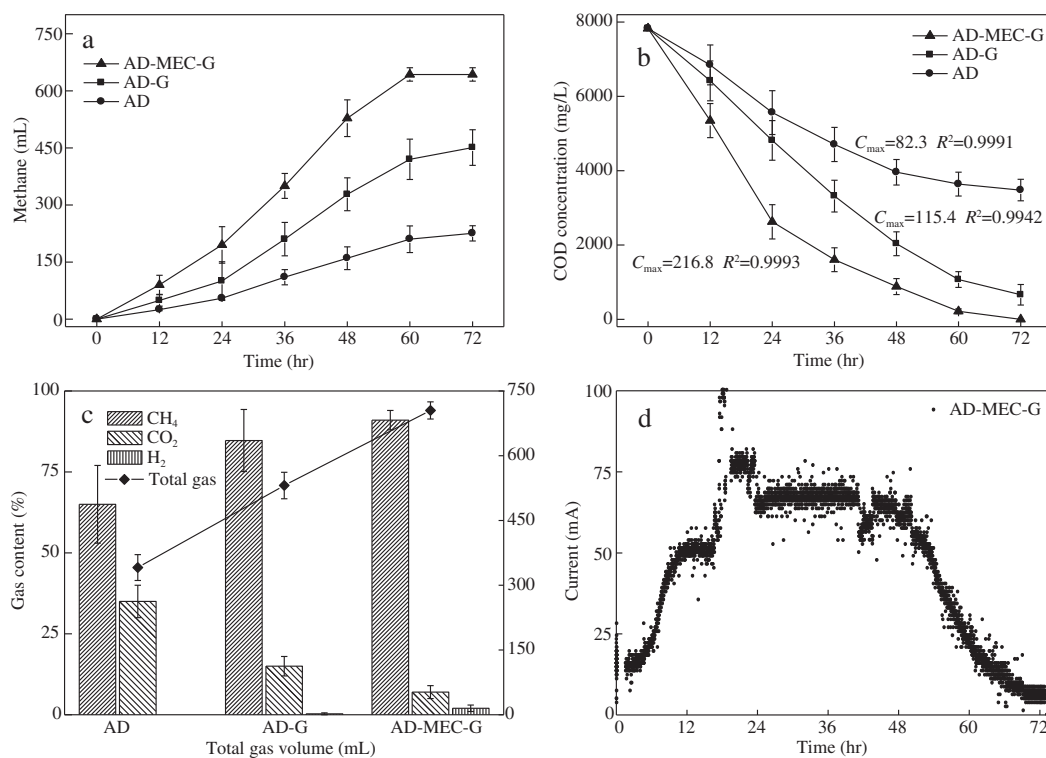 a
AD-MEC-G
AD-G
AD
750
600
450
300
150
0
Methane (mL)
0 12 24 36 48 60 72
Time (hr)
b
AD-MEC-G
AD-G
AD
8000
6000
4000
2000
0
COD concentration (mg/L)
Cmax=82.3 R²=0.9991
Cmax=115.4 R²=0.9942
Cmax=216.8 R²=0.9993
0 12 24 36 48 60 72
Time (hr)
c
CH4
CO2
H2
Total gas
100
75
50
25
0
Gas content (%)
750
600
450
300
150
0
AD AD-G AD-MEC-G
Total gas volume (mL)
d
AD-MEC-G
100
75
50
25
0
Current (mA)
0 12 24 36 48 60 72
Time (hr)